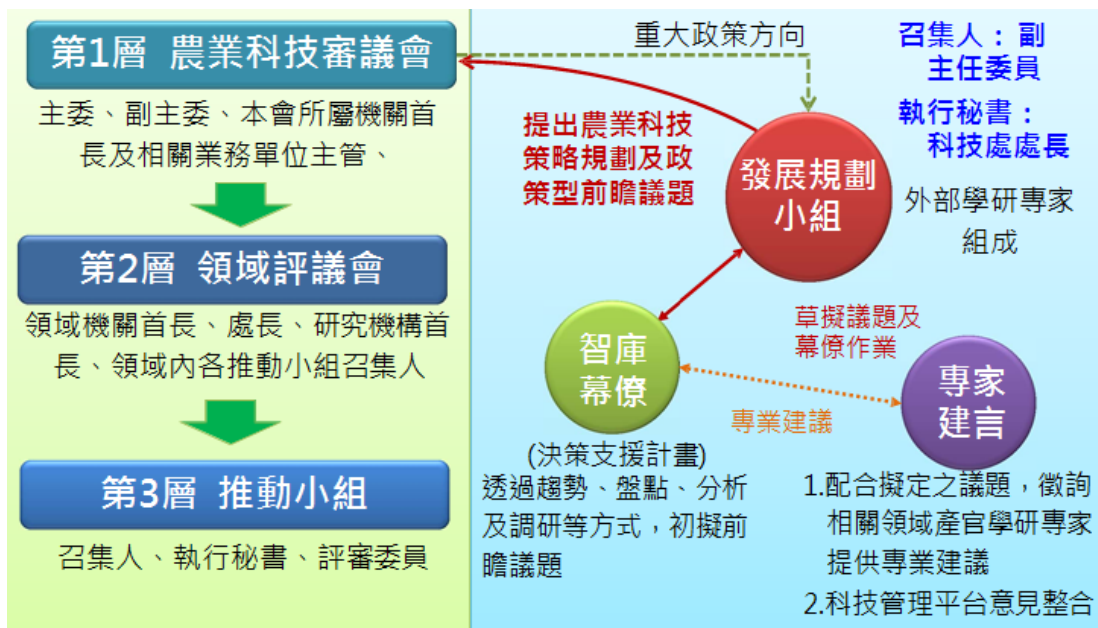 第1層 農業科技審議會
主委、副主委、本會所屬機關首
長及相關業務單位主管、
第2層 領域評議會
領域機關首長、處長、研究機構首
長、領域內各推動小組召集人
第3層 推動小組
召集人、執行秘書、評審委員
重大政策方向
提出農業科技
策略規劃及政
策型前瞻議題
發展規劃
小組
召集人：副
主任委員
執行秘書：
科技處處長
外部學研專家
組成
智庫
幕僚
草擬議題及
幕僚作業
專業建議
專家
建言
(決策支援計畫)
透過趨勢、盤點、分析
及調研等方式，初擬前
瞻議題
1.配合擬定之議題，徵詢
相關領域產官學研專家
提供專業建議
2.科技管理平台意見整合